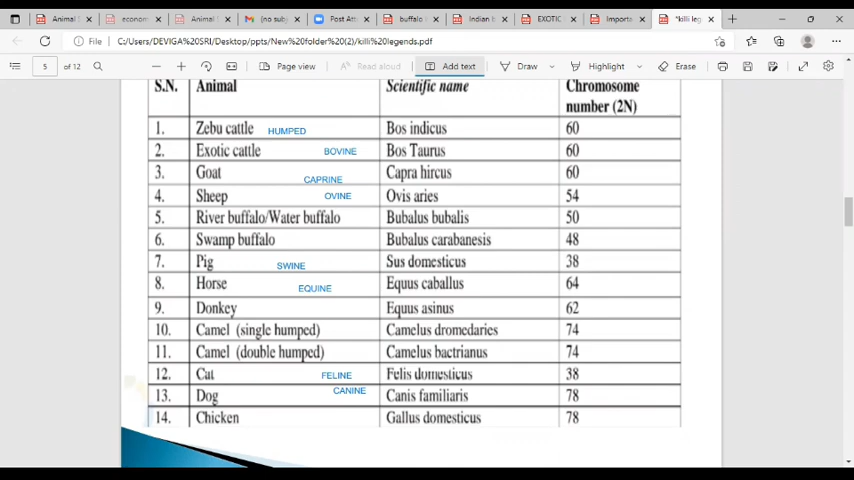 Animal S
econom
Animal I
(no subj
Post Att
buffalo l
Indian b
EXOTIC
Importa
*killi leg
File C:/Users/DEVIGA%20SRI/Desktop/ppts/New%20folder%20(2)/killi%20legends.pdf
5 of 12 Page view Read aloud Add text Draw Highlight Erase
S.N. Animal Scientific name Chromosome
number (2N)
1. Zebu cattle HUMPED Bos indicus 60
2. Exotic cattle BOVINE Bos Taurus 60
3. Goat CAPRINE Capra hircus 60
4. Sheep OVINE Ovis aries 54
5. River buffalo/Water buffalo Bubalus bubalis 50
6. Swamp buffalo Bubalus carabanesis 48
7. Pig SWINE Sus domesticus 38
8. Horse EQUINE Equus caballus 64
9. Donkey Equus asinus 62
10. Camel (single humped) Camelus dromedaries 74
11. Camel (double humped) Camelus bactrianus 74
12. Cat FELINE Felis domesticus 38
13. Dog CANINE Canis familiaris 78
14. Chicken Gallus domesticus 78